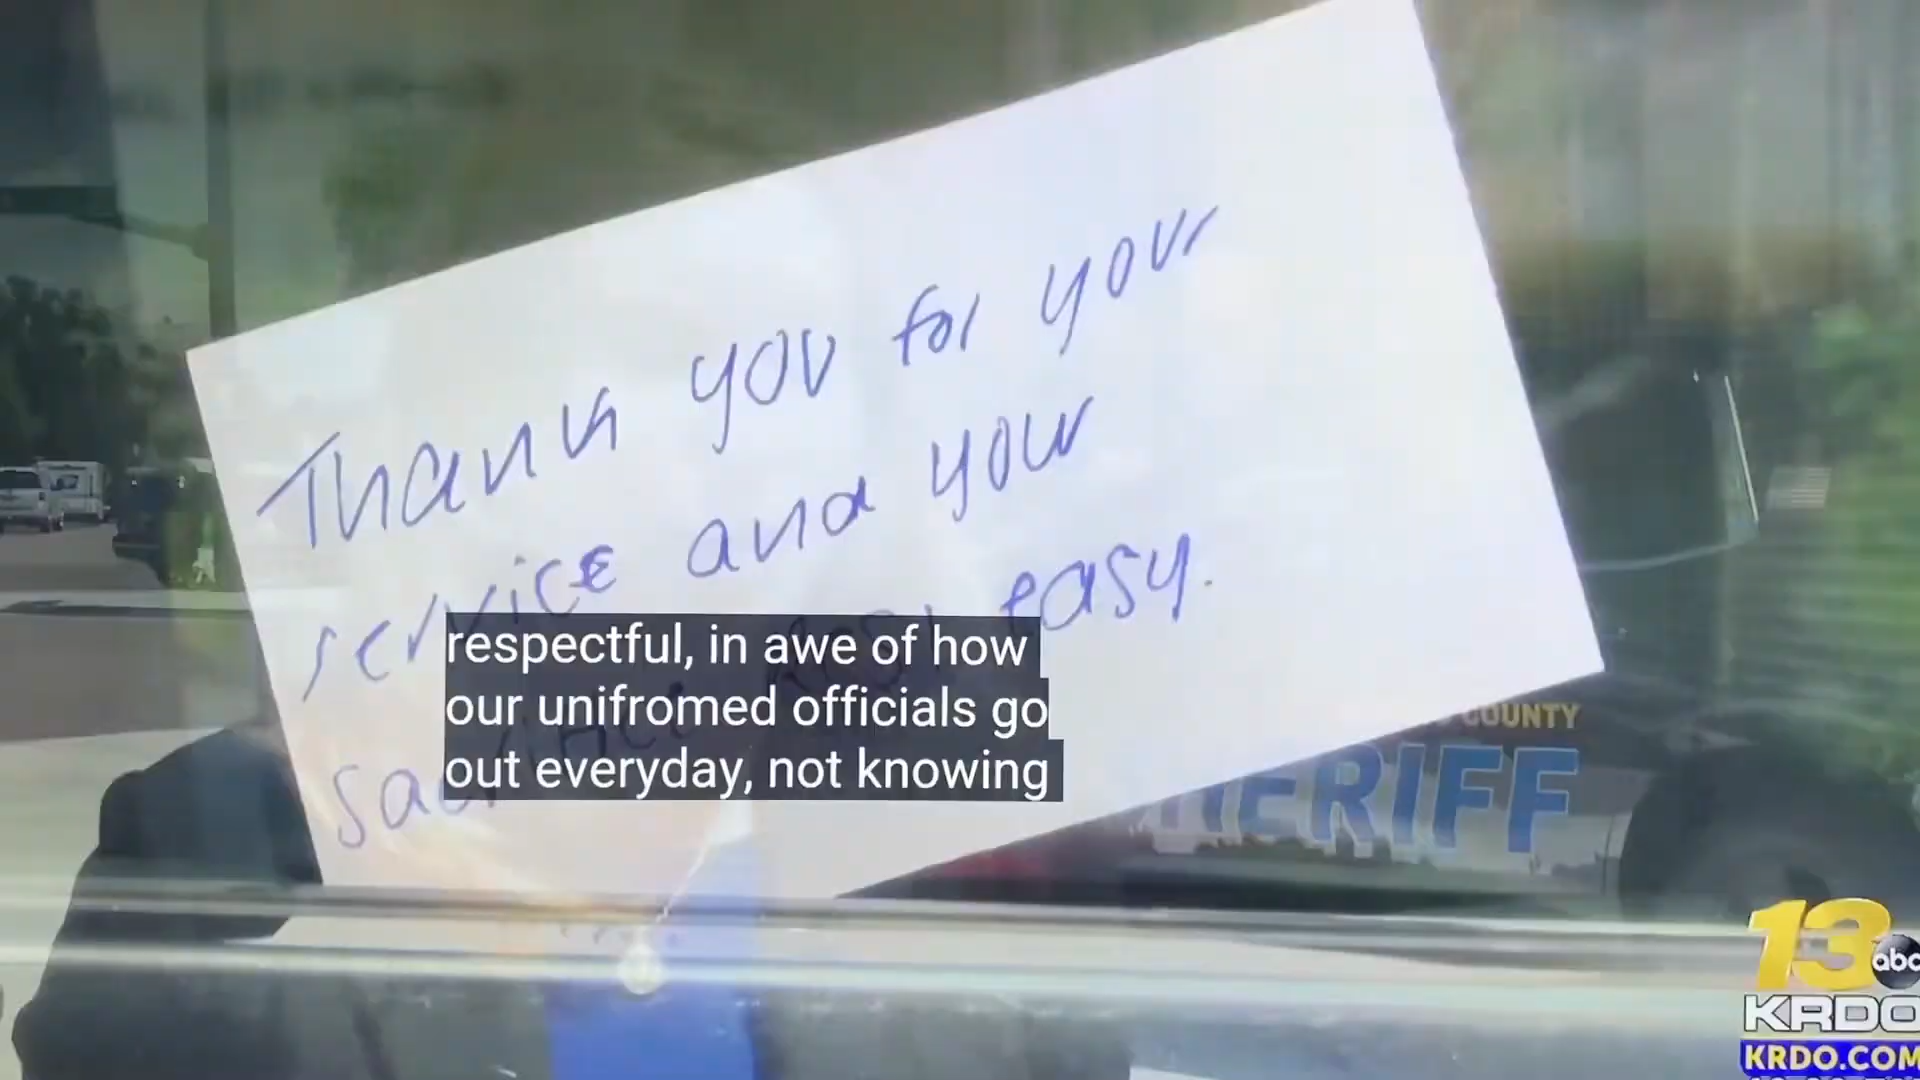 Thank you for your
service and your
easy.
respectful, in awe of how
our unifromed officials go
out everyday, not knowing
COUNTY
SHERIFF
13
abc
KRDO
KRDO.COM